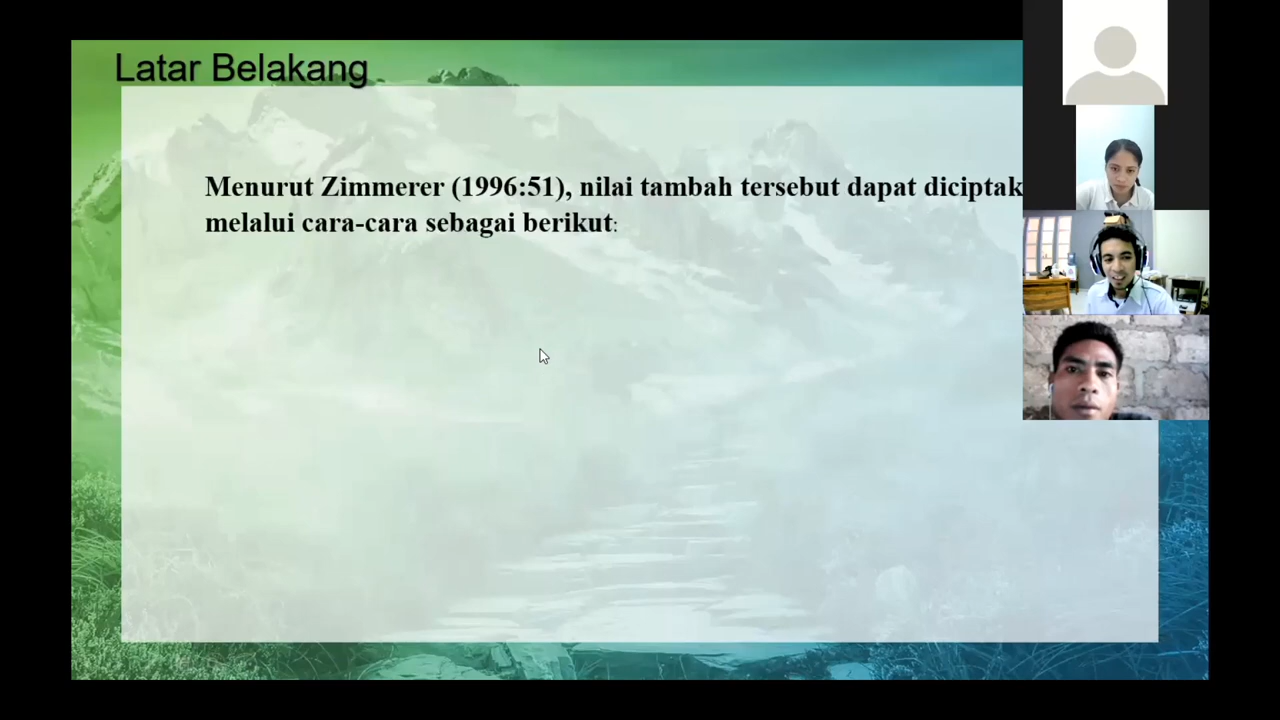 Latar Belakang
Menurut Zimmerer (1996:51), nilai tambah tersebut dapat diciptak
melalui cara-cara sebagai berikut: